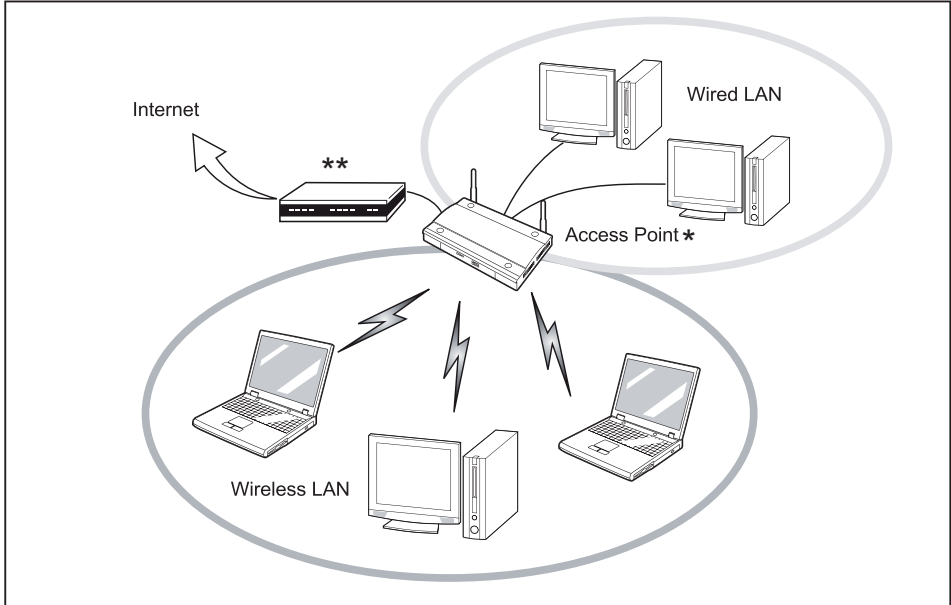 Wired LAN
Internet
**
Access Point*
Wireless LAN